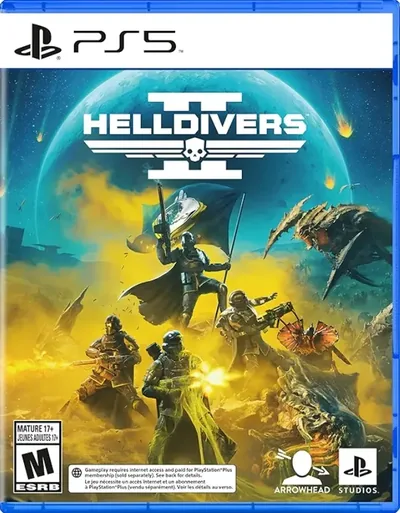 PS5
HELLDIVERS
II
MATURE 17+
JEUNES ADULTES 17+
M
ESRB
Gameplay requires internet access and paid for PlayStation®Plus
membership (sold separately). See back for details.
Le jeu nécessite un accès Internet et un abonnement
à PlayStation®Plus (vendu séparément). Voir les détails au verso.
ARROWHEAD
PLAYSTATION
STUDIOS